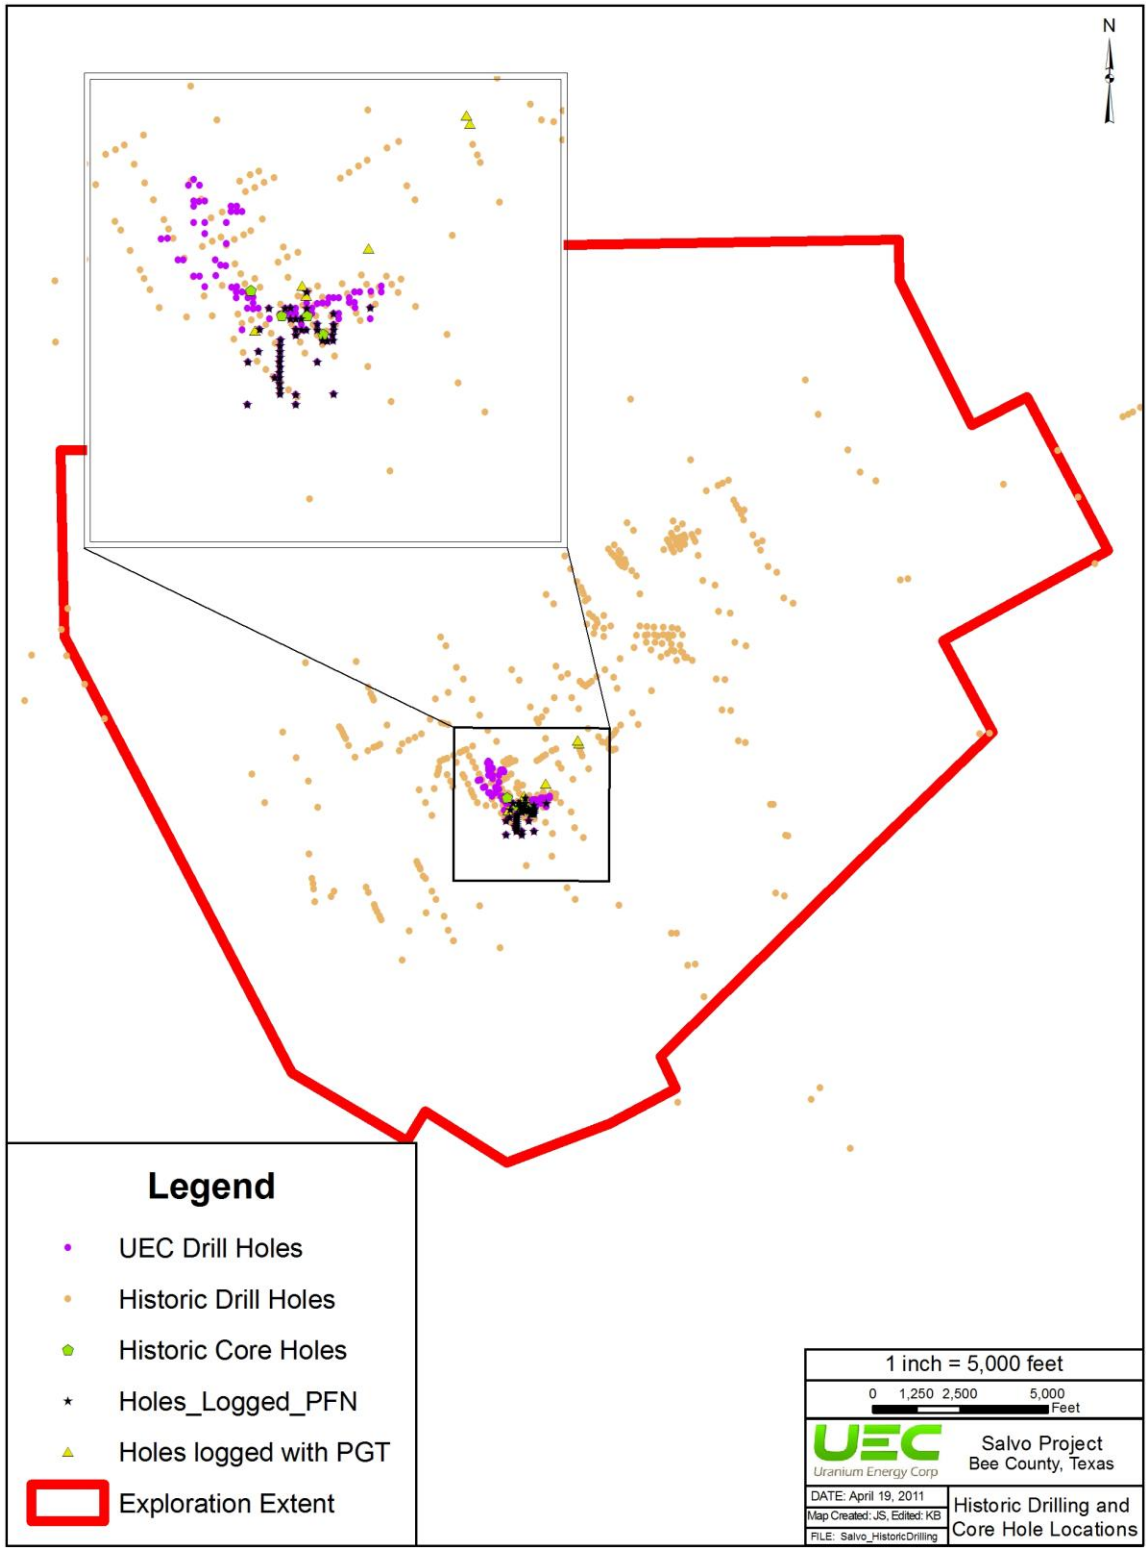 N
Legend
UEC Drill Holes
Historic Drill Holes
Historic Core Holes
Holes_Logged_PFN
Holes logged with PGT
Exploration Extent
1 inch = 5,000 feet
0 1,250 2,500 5,000
Feet
UEC
Uranium Energy Corp
Salvo Project
Bee County, Texas
DATE: April 19, 2011
Map Created: JS, Edited: KB
FILE: Salvo_HistoricDrilling
Historic Drilling and
Core Hole Locations